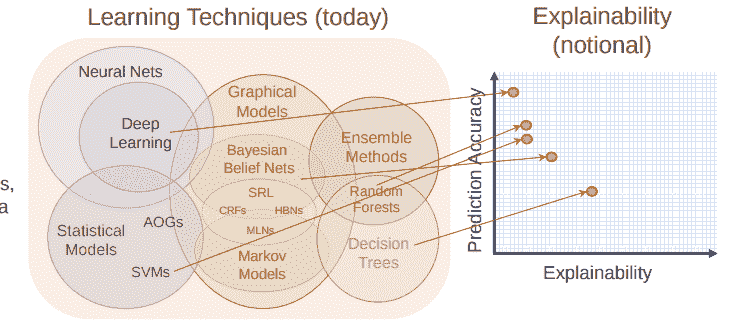 Learning Techniques (today)
Explainability
(notional)
Neural Nets
Graphical
Models
Deep
Learning
Ensemble
Methods
Bayesian
Belief Nets
SRL
Random
Forests
CRFs
HBNs
AOGs
Statistical
Models
MLNs
Decision
Trees
Markov
Models
SVMs
s,
a
Prediction Accuracy
Explainability